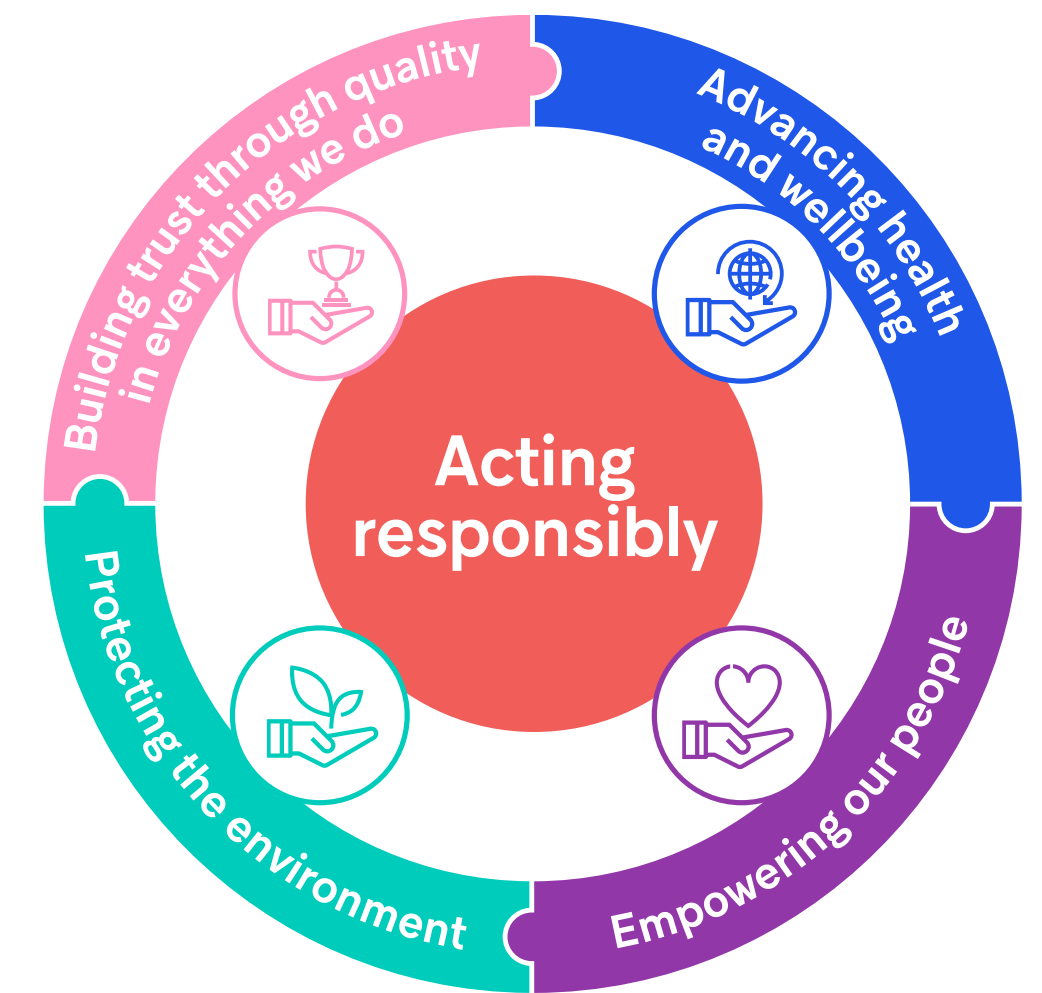 Building trust through quality
in everything we do
Advancing health
and wellbeing
Acting
responsibly
Protecting the environment
Empowering our people